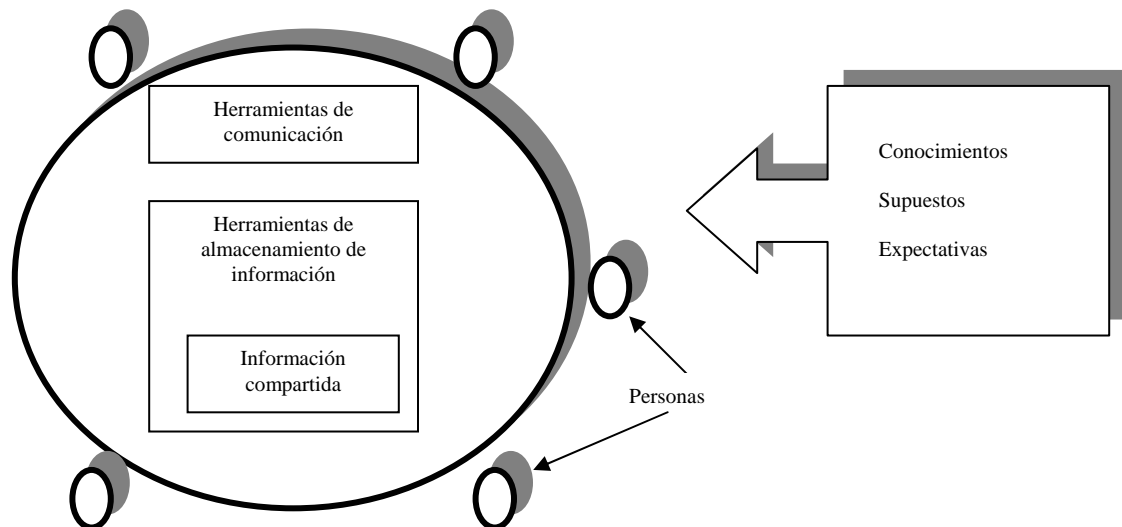 Herramientas de
comunicación
Herramientas de
almacenamiento de
información
Información
compartida
Personas
Conocimientos
Supuestos
Expectativas